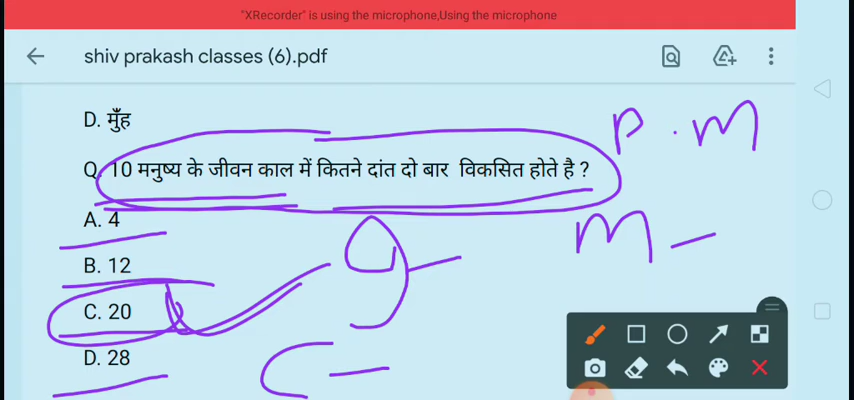 "XRecorder" is using the microphone,Using the microphone
shiv prakash classes (6).pdf
D. मुँह
Q. 10 मनुष्य के जीवन काल में कितने दांत दो बार विकसित होते है ?
P.M
A. 4
M -
B. 12
C. 20
D. 28
C -